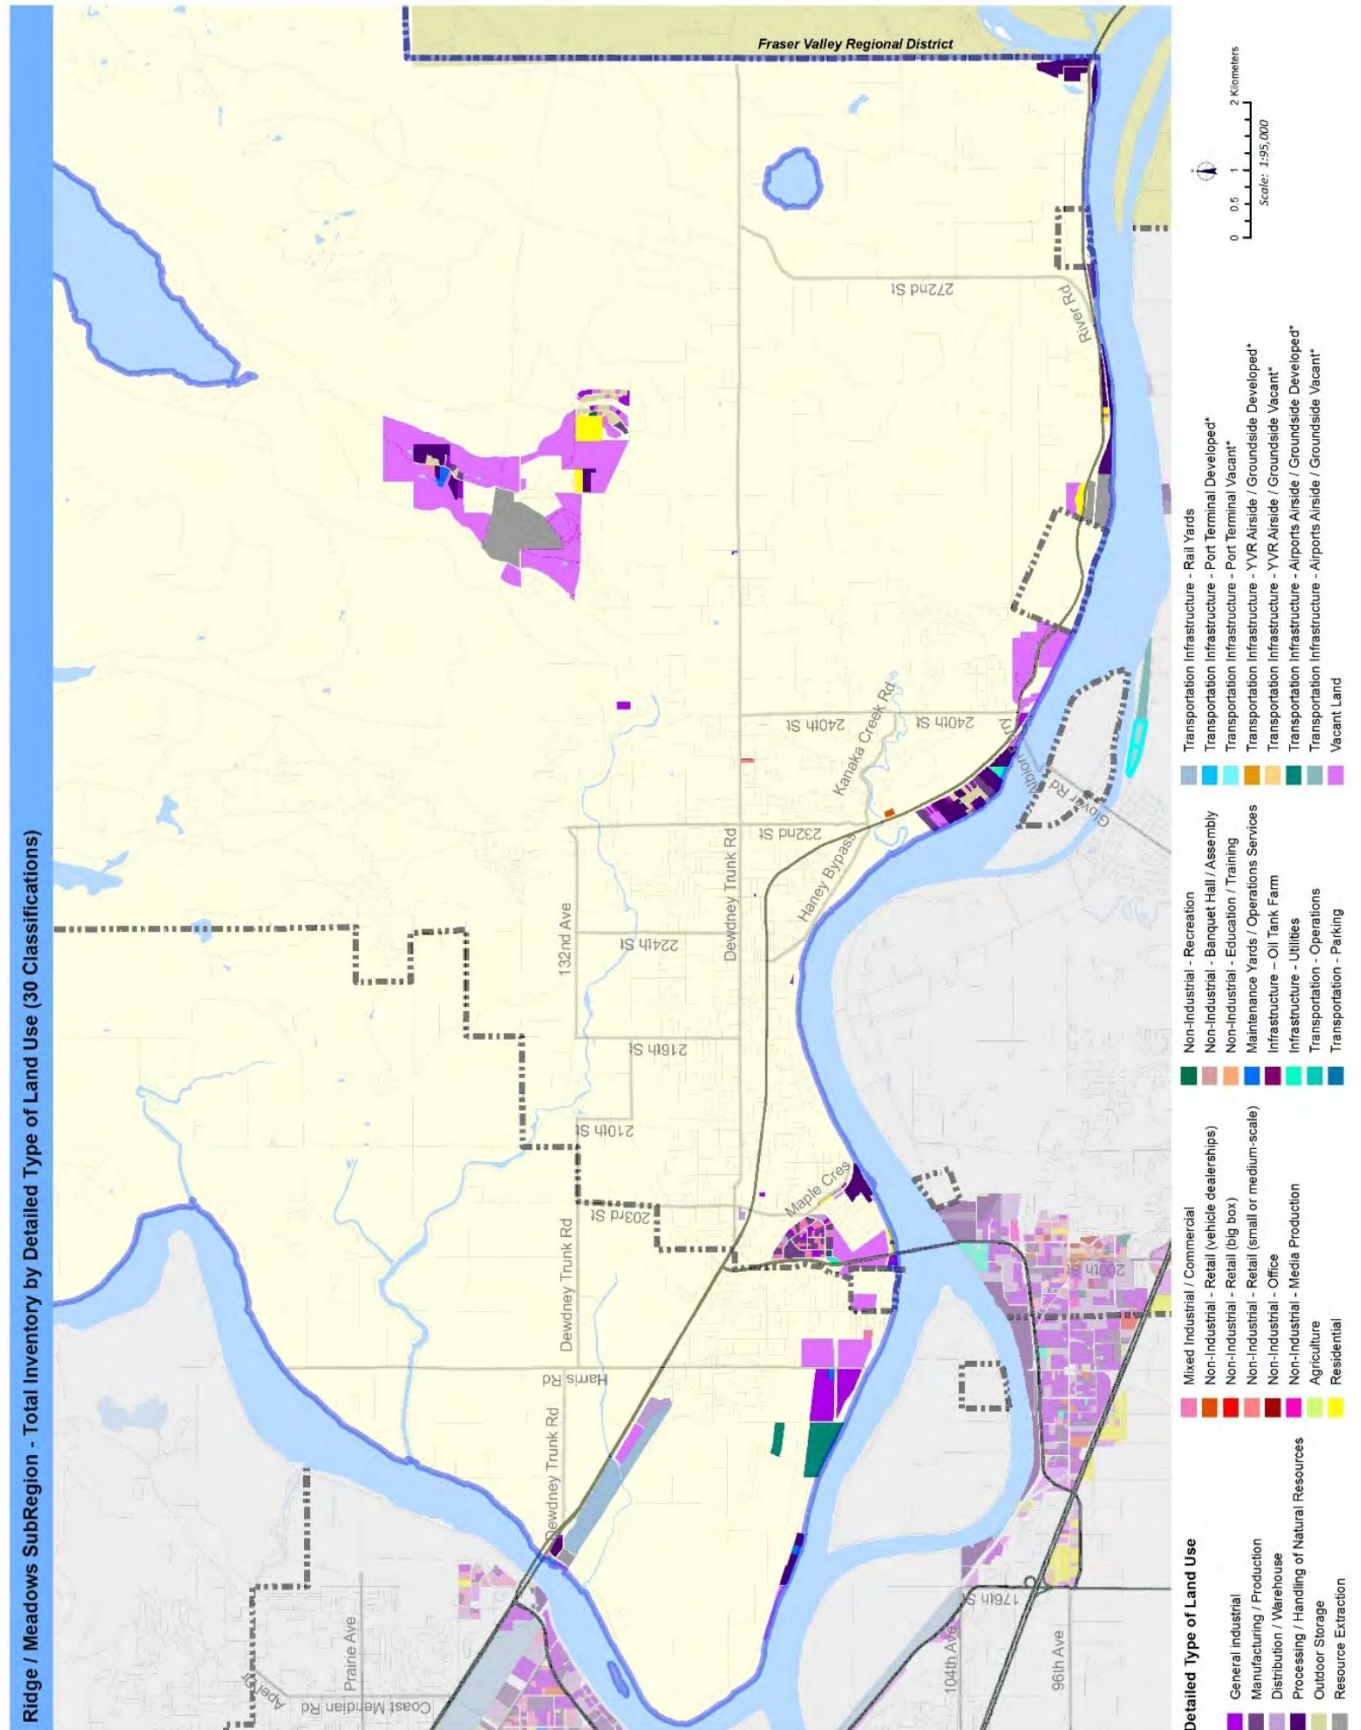 Ridge / Meadows SubRegion - Total Inventory by Detailed Type of Land Use (30 Classifications)
Fraser Valley Regional District
272nd St
River Rd
240th St
240th St
Kanaka Creek Rd
Albion
Glover Rd
232nd St
Haney Bypass
Dewdney Trunk Rd
132nd Ave
224th St
216th St
210th St
203rd St
Maple Cres
Dewdney Trunk Rd
Harris Rd
Dewdney Trunk Rd
200th St
176th St
104th Ave
96th Ave
Prairie Ave
Coast Meridian Rd
0 0.5 1 2 Kilometers
Scale: 1:95,000
Detailed Type of Land Use
General Industrial
Manufacturing / Production
Distribution / Warehouse
Processing / Handling of Natural Resources
Outdoor Storage
Resource Extraction
Mixed Industrial / Commercial
Non-Industrial - Retail (vehicle dealerships)
Non-Industrial - Retail (big box)
Non-Industrial - Retail (small or medium-scale)
Non-Industrial - Office
Non-Industrial - Media Production
Agriculture
Residential
Non-Industrial - Recreation
Non-Industrial - Banquet Hall / Assembly
Non-Industrial - Education / Training
Maintenance Yards / Operations Services
Infrastructure – Oil Tank Farm
Infrastructure - Utilities
Transportation - Operations
Transportation - Parking
Transportation Infrastructure - Rail Yards
Transportation Infrastructure - Port Terminal Developed*
Transportation Infrastructure - Port Terminal Vacant*
Transportation Infrastructure - YVR Airside / Groundside Developed*
Transportation Infrastructure - YVR Airside / Groundside Vacant*
Transportation Infrastructure - Airports Airside / Groundside Developed*
Transportation Infrastructure - Airports Airside / Groundside Vacant*
Vacant Land